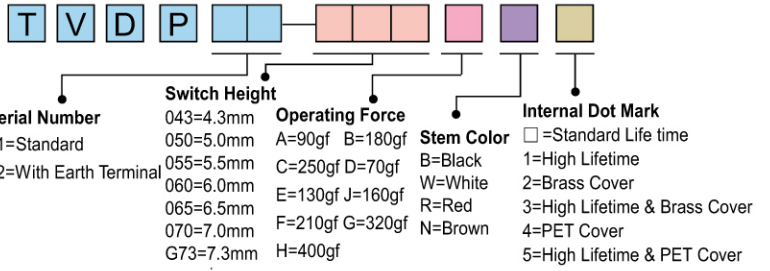 T V D P
erial Number
1=Standard
2=With Earth Terminal
Switch Height
043=4.3mm
050=5.0mm
055=5.5mm
060=6.0mm
065=6.5mm
070=7.0mm
G73=7.3mm
Operating Force
A=90gf B=180gf
C=250gf D=70gf
E=130gf J=160gf
F=210gf G=320gf
H=400gf
Stem Color
B=Black
W=White
R=Red
N=Brown
Internal Dot Mark
□=Standard Life time
1=High Lifetime
2=Brass Cover
3=High Lifetime & Brass Cover
4=PET Cover
5=High Lifetime & PET Cover